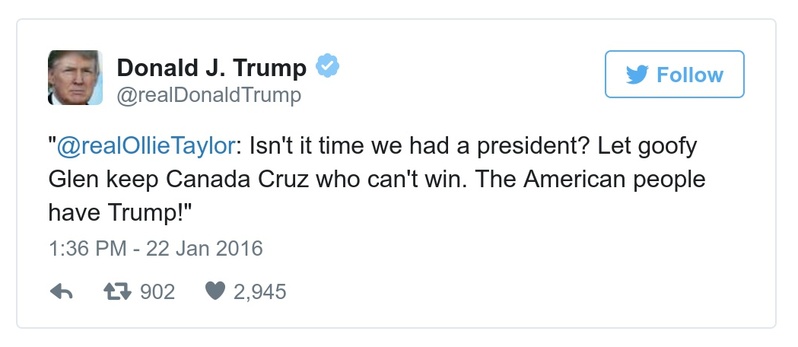 Donald J. Trump
Follow
@realDonaldTrump
"@realOllieTaylor: Isn't it time we had a president? Let goofy
Glen keep Canada Cruz who can't win. The American people
have Trump!"
1:36 PM - 22 Jan 2016
902 2,945